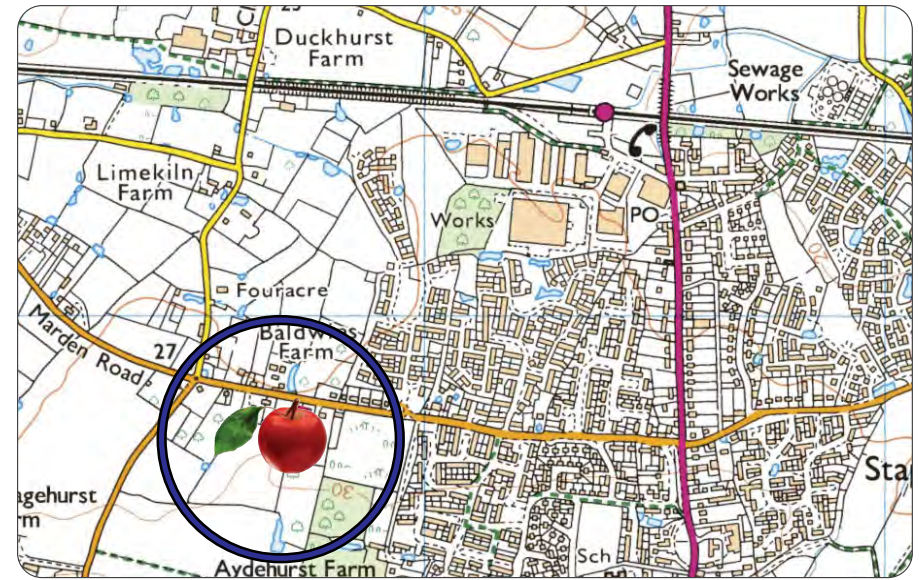 Duckhurst
Farm
Sewage
Works
Limekiln
Farm
Works
PO
Fouracre
Marden Road
27
Baldwins
Farm
30
20
Sta
agehurst
rm
Aydehurst Farm
Sch